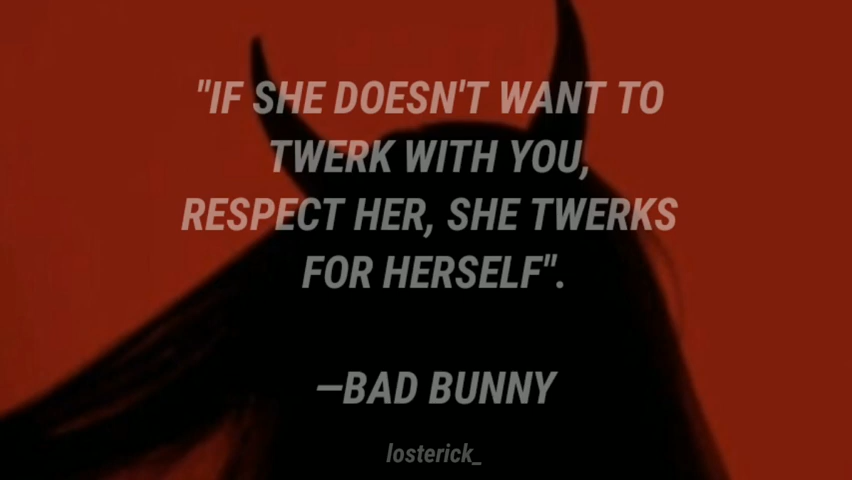 "IF SHE DOESN'T WANT TO
TWERK WITH YOU,
RESPECT HER, SHE TWERKS
FOR HERSELF".
—BAD BUNNY
losterick_